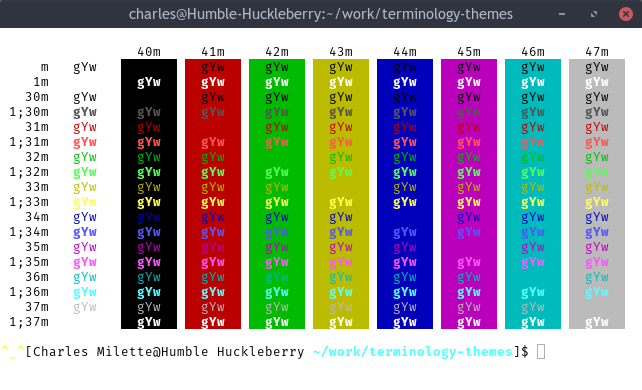 charles@Humble-Huckleberry:~/work/terminology-themes
40m 41m 42m 43m 44m 45m 46m 47m
m gYw gYw gYw gYw gYw gYw gYw gYw
1m gYw gYw gYw gYw gYw gYw gYw gYw
30m gYw gYw gYw gYw gYw gYw gYw gYw
1;30m gYw gYw gYw gYw gYw gYw gYw gYw gYw
31m gYw gYw gYw gYw gYw gYw gYw gYw
1;31m gYw gYw gYw gYw gYw gYw gYw gYw gYw
32m gYw gYw gYw gYw gYw gYw gYw gYw
1;32m gYw gYw gYw gYw gYw gYw gYw gYw gYw
33m gYw gYw gYw gYw gYw gYw gYw gYw
1;33m gYw gYw gYw gYw gYw gYw gYw gYw gYw
34m gYw gYw gYw gYw gYw gYw gYw gYw
1;34m gYw gYw gYw gYw gYw gYw gYw gYw gYw
35m gYw gYw gYw gYw gYw gYw gYw gYw
1;35m gYw gYw gYw gYw gYw gYw gYw gYw gYw
36m gYw gYw gYw gYw gYw gYw gYw gYw
1;36m gYw gYw gYw gYw gYw gYw gYw gYw gYw
37m gYw gYw gYw gYw gYw gYw gYw gYw
1;37m gYw gYw gYw gYw gYw gYw gYw gYw
^_^[Charles Milette@Humble Huckleberry ~/work/terminology-themes]$